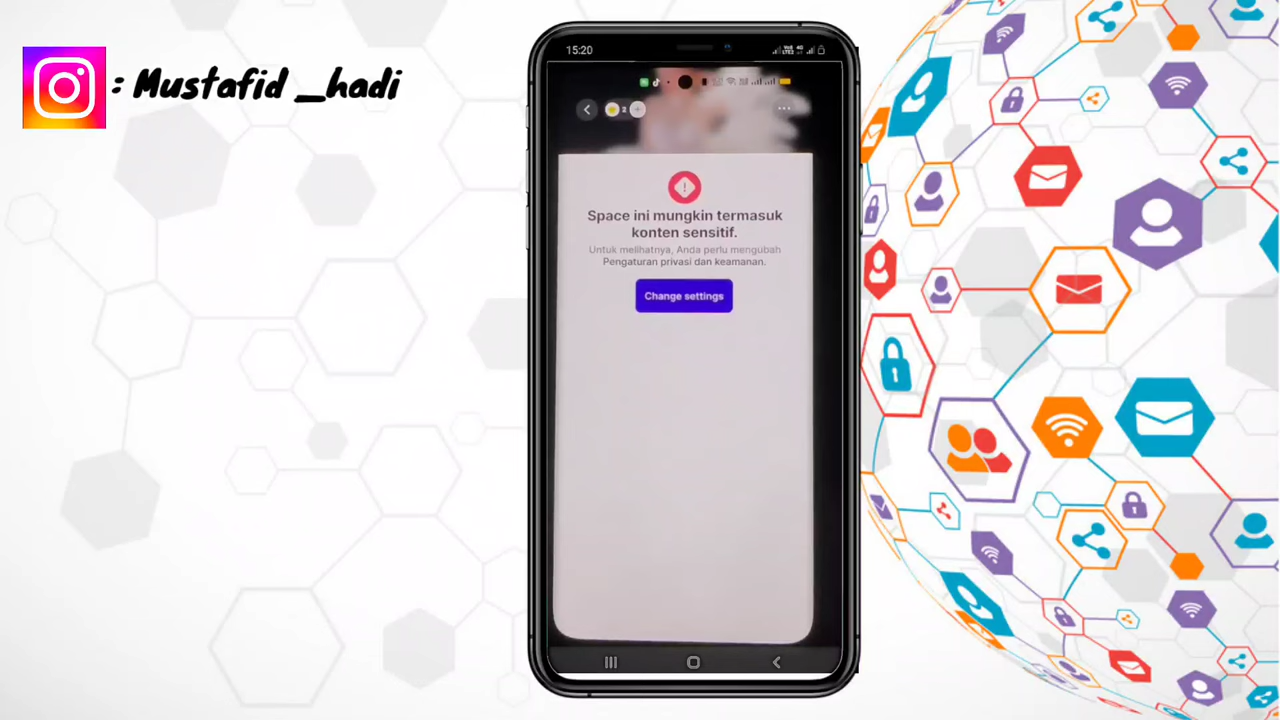 : Mustafid _hadi
15:20
2
Space ini mungkin termasuk
konten sensitif.
Untuk melihatnya, Anda perlu mengubah
Pengaturan privasi dan keamanan.
Change settings